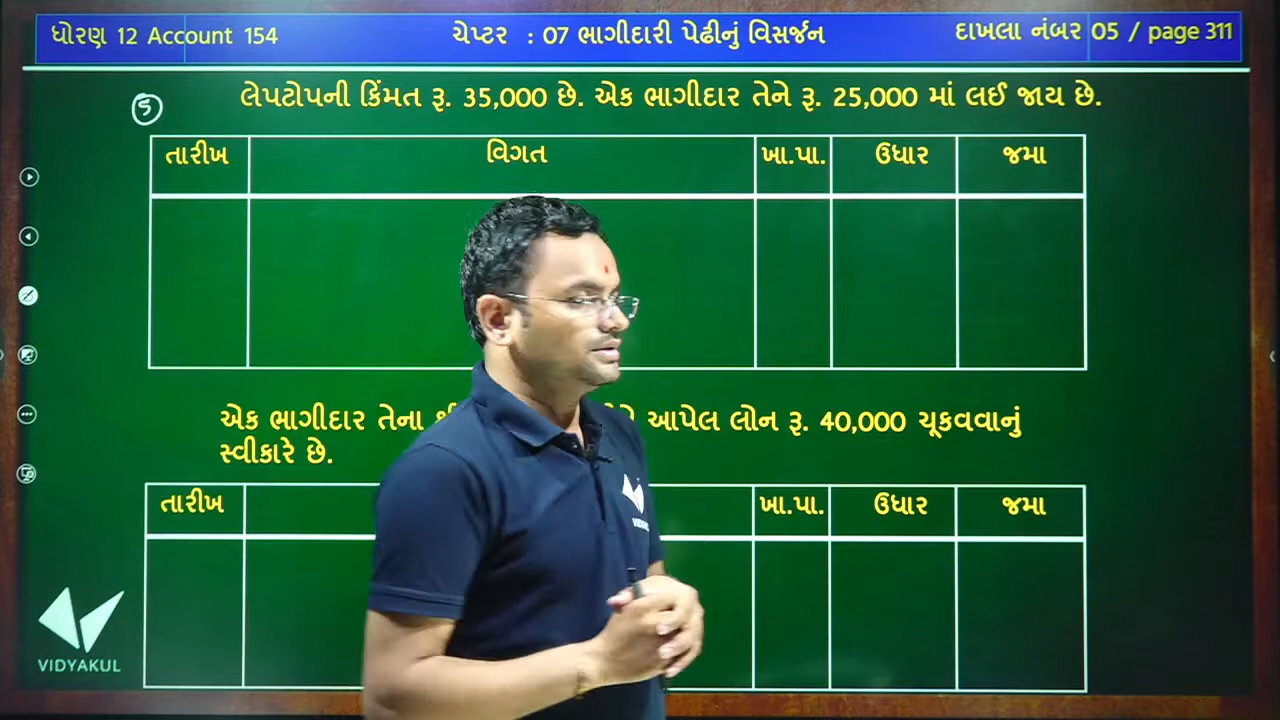 ધોરણ 12 Account 154 ચેપ્ટર : 07 ભાગીદારી પેઢીનું વિસર્જન દાખલા નંબર 05 / page 311
5 લેપટોપની કિંમત રૂ. 35,000 છે. એક ભાગીદાર તેને રૂ. 25,000 માં લઈ જાય છે.
તારીખ વિગત ખા.પા. ઉધાર જમા
એક ભાગીદાર તેના આપેલ લોન રૂ. 40,000 ચૂકવવાનું
સ્વીકારે છે.
તારીખ ખા.પા. ઉધાર જમા
VIDYAKUL